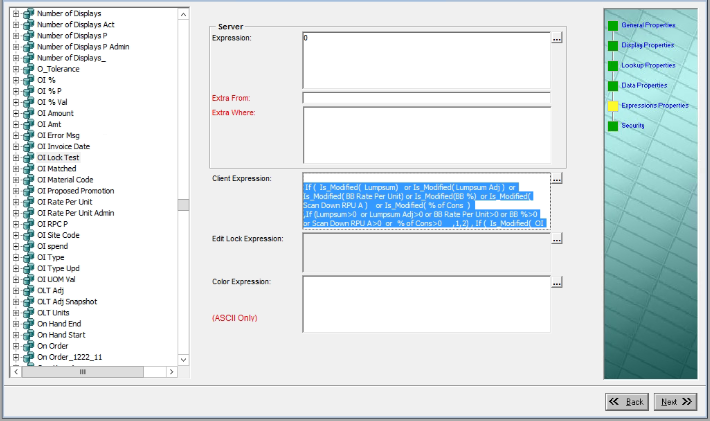 Number of Displays
Number of Displays Act
Number of Displays P
Number of Displays P Admin
Number of Displays_
O_Tolerance
OI %
OI % P
OI % Val
OI Amount
OI Amt
OI Error Msg
OI Invoice Date
OI Lock Test
OI Matched
OI Material Code
OI Proposed Promotion
OI Rate Per Unit
OI Rate Per Unit Admin
OI RPC P
OI Site Code
OI spend
OI Type
OI Type Upd
OI UOM Val
OLT Adj
OLT Adj Snapshot
OLT Units
On Hand End
On Hand Start
On Order
On Order_1222_11
Server
Expression:
0
...
Extra From:
Extra Where:
Client Expression:
If ( Is_Modified( Lumpsum) or Is_Modified(Lumpsum Adj ) or
Is_Modified(BB Rate Per Unit) or Is_Modified(BB %) or Is_Modified(
Scan Down RPU A ) or Is_Modified( % of Cons )
,If (Lumpsum>0 or Lumpsum Adj>0 or BB Rate Per Unit>0 or BB %>0
or Scan Down RPU A>0 or % of Cons>0 ,1,2) , If ( Is_Modified( OI
...
Edit Lock Expression:
...
Color Expression:
...
(ASCII Only)
General Properties
Display Properties
Lookup Properties
Data Properties
Expressions Properties
Security
Back
Next